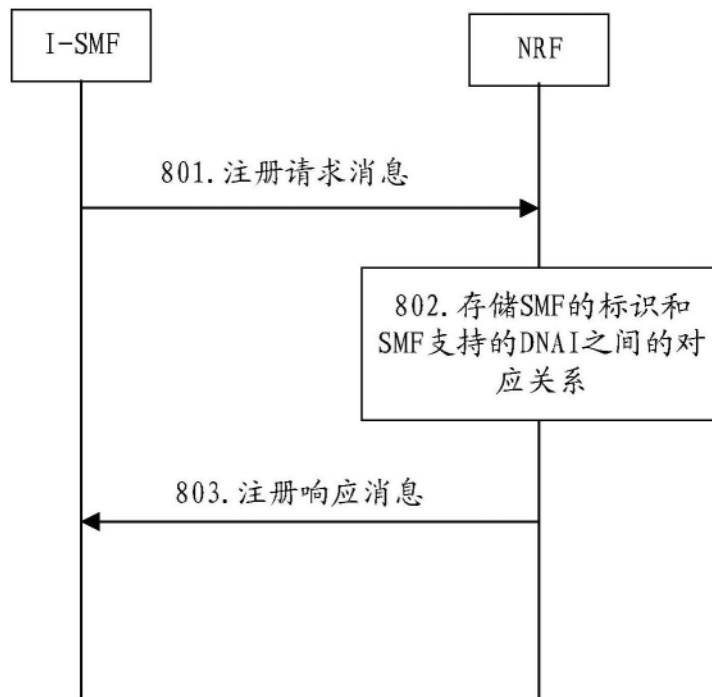 I-SMF
NRF
801.注册请求消息
802.存储SMF的标识和
SMF支持的DNAI之间的对
应关系
803.注册响应消息